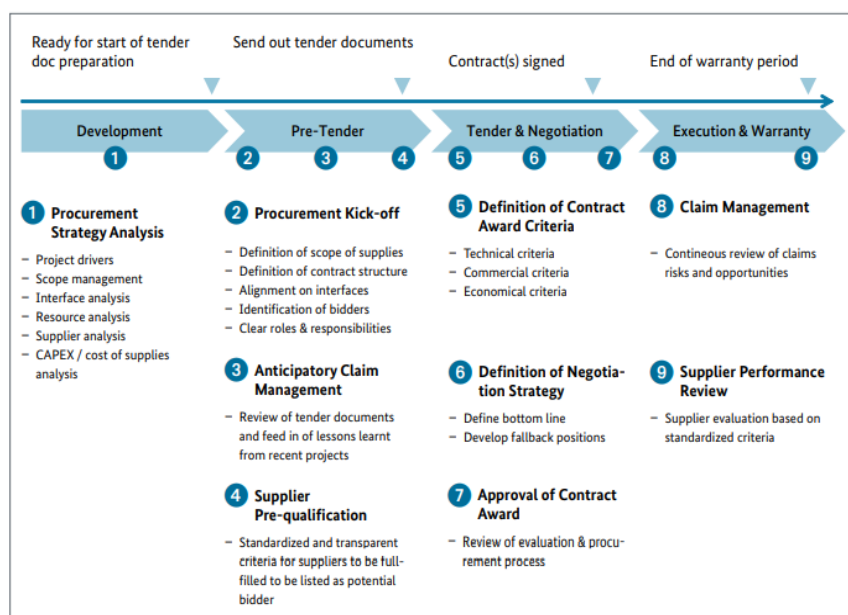 Ready for start of tender
doc preparation
Send out tender documents
Contract(s) signed
End of warranty period
Development
Pre-Tender
Tender & Negotiation
Execution & Warranty
1
2
3
4
5
6
7
8
9
1 Procurement
Strategy Analysis
– Project drivers
– Scope management
– Interface analysis
– Resource analysis
– Supplier analysis
– CAPEX / cost of supplies
analysis
2 Procurement Kick-off
– Definition of scope of supplies
– Definition of contract structure
– Alignment on interfaces
– Identification of bidders
– Clear roles & responsibilities
3 Anticipatory Claim
Management
– Review of tender documents
and feed in of lessons learnt
from recent projects
4 Supplier
Pre-qualification
– Standardized and transparent
criteria for suppliers to be full-
filled to be listed as potential
bidder
5 Definition of Contract
Award Criteria
– Technical criteria
– Commercial criteria
– Economical criteria
6 Definition of Negotia-
tion Strategy
– Define bottom line
– Develop fallback positions
7 Approval of Contract
Award
– Review of evaluation & procu-
rement process
8 Claim Management
– Contineous review of claims
risks and opportunities
9 Supplier Performance
Review
– Supplier evaluation based on
standardized criteria